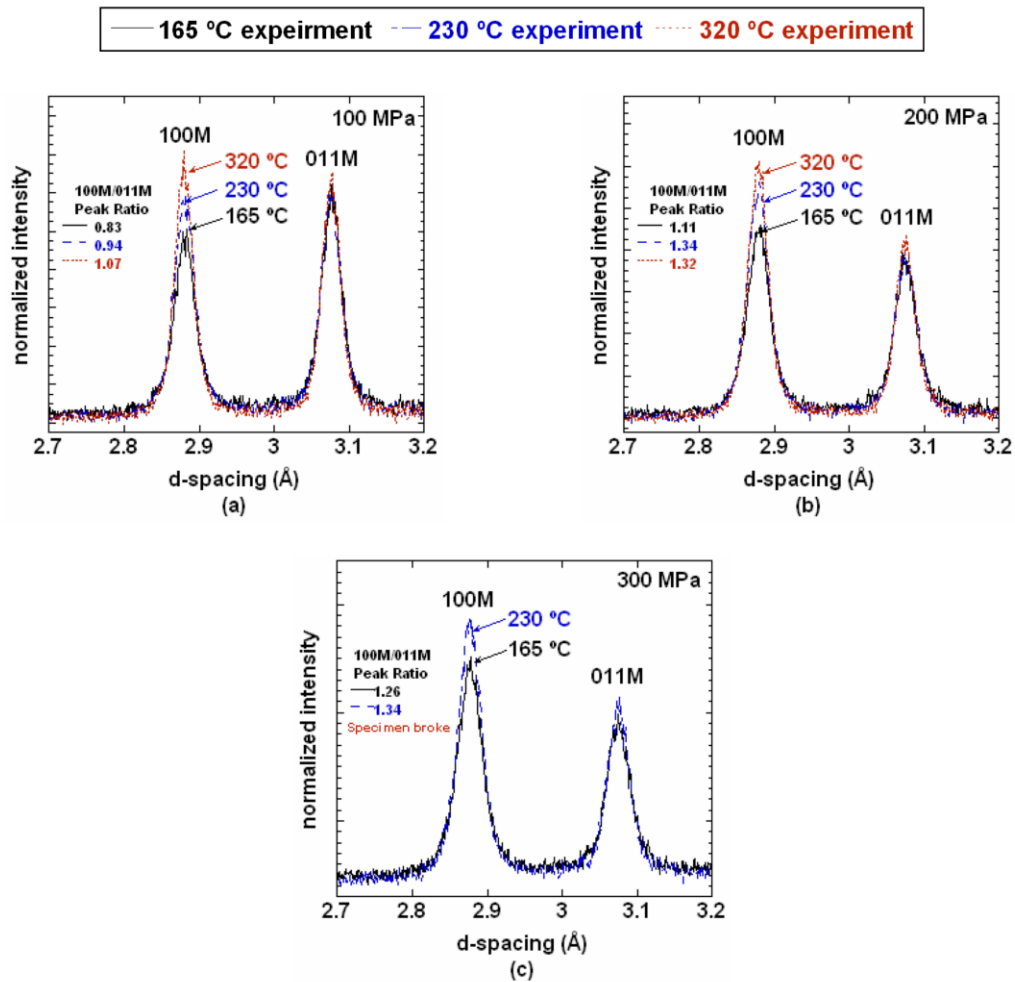 165 ºC expeirment 230 ºC experiment 320 ºC experiment
100 MPa
100M
011M
320 ºC
230 ºC
165 ºC
100M/011M
Peak Ratio
0.83
0.94
1.07
normalized intensity
2.7 2.8 2.9 3 3.1 3.2
d-spacing (Å)
(a)
200 MPa
100M
320 ºC
230 ºC
165 ºC
011M
100M/011M
Peak Ratio
1.11
1.34
1.32
normalized intensity
2.7 2.8 2.9 3 3.1 3.2
d-spacing (Å)
(b)
300 MPa
100M
230 ºC
165 ºC
011M
100M/011M
Peak Ratio
1.26
1.34
Specimen broke
normalized intensity
2.7 2.8 2.9 3 3.1 3.2
d-spacing (Å)
(c)